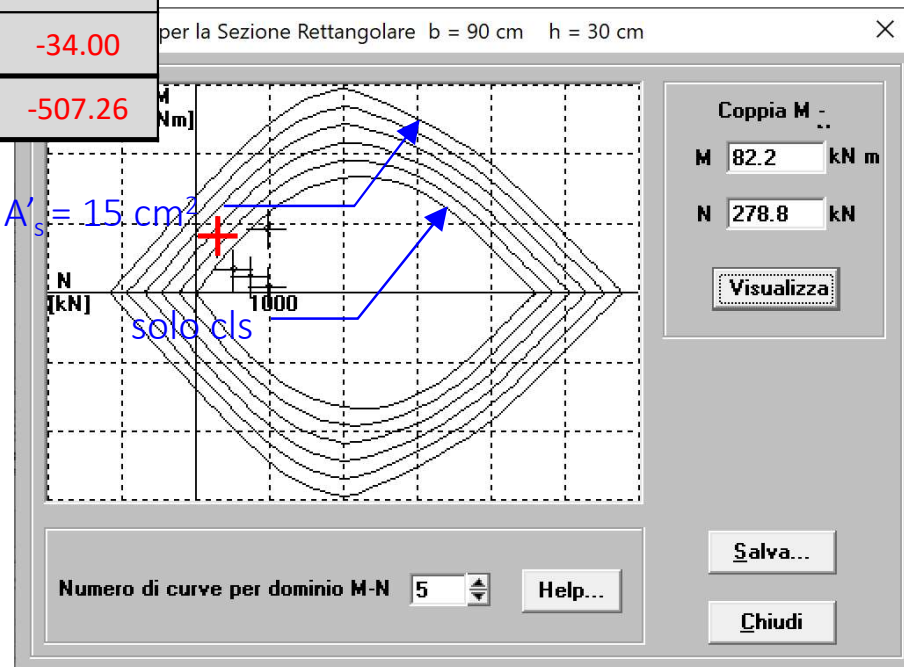 -34.00
-507.26
per la Sezione Rettangolare b = 90 cm h = 30 cm
M
Nm]
A's = 15 cm²
N
[kN]
1000
solo cls
Coppia M -
M 82.2 kN m
N 278.8 kN
Visualizza
Numero di curve per dominio M-N 5 Help...
Salva...
Chiudi